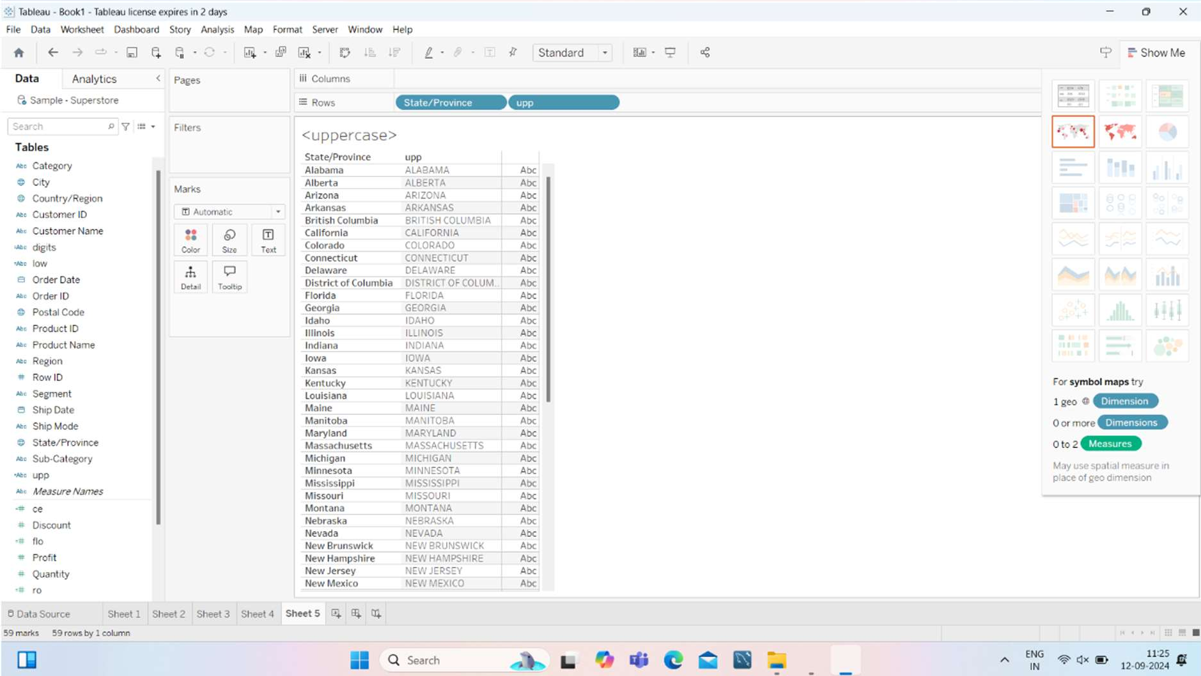 Tableau - Book1 - Tableau license expires in 2 days
File Data Worksheet Dashboard Story Analysis Map Format Server Window Help
Standard
Show Me
Data Analytics
Sample - Superstore
Search
Tables
Category
City
Country/Region
Customer ID
Customer Name
digits
low
Order Date
Order ID
Postal Code
Product ID
Product Name
Region
Row ID
Segment
Ship Date
Ship Mode
State/Province
Sub-Category
upp
Measure Names
ce
Discount
flo
Profit
Quantity
ro
Pages
Filters
Marks
Automatic
Color Size Text
Detail Tooltip
Columns
Rows State/Province upp
<uppercase>
State/Province upp
Alabama ALABAMA Abc
Alberta ALBERTA Abc
Arizona ARIZONA Abc
Arkansas ARKANSAS Abc
British Columbia BRITISH COLUMBIA Abc
California CALIFORNIA Abc
Colorado COLORADO Abc
Connecticut CONNECTICUT Abc
Delaware DELAWARE Abc
District of Columbia DISTRICT OF COLUM.. Abc
Florida FLORIDA Abc
Georgia GEORGIA Abc
Idaho IDAHO Abc
Illinois ILLINOIS Abc
Indiana INDIANA Abc
Iowa IOWA Abc
Kansas KANSAS Abc
Kentucky KENTUCKY Abc
Louisiana LOUISIANA Abc
Maine MAINE Abc
Manitoba MANITOBA Abc
Maryland MARYLAND Abc
Massachusetts MASSACHUSETTS Abc
Michigan MICHIGAN Abc
Minnesota MINNESOTA Abc
Mississippi MISSISSIPPI Abc
Missouri MISSOURI Abc
Montana MONTANA Abc
Nebraska NEBRASKA Abc
Nevada NEVADA Abc
New Brunswick NEW BRUNSWICK Abc
New Hampshire NEW HAMPSHIRE Abc
New Jersey NEW JERSEY Abc
New Mexico NEW MEXICO Abc
For symbol maps try
1 geo Dimension
0 or more Dimensions
0 to 2 Measures
May use spatial measure in
place of geo dimension
Data Source Sheet 1 Sheet 2 Sheet 3 Sheet 4 Sheet 5
59 marks 59 rows by 1 column
Search
ENG
IN
11:25
12-09-2024